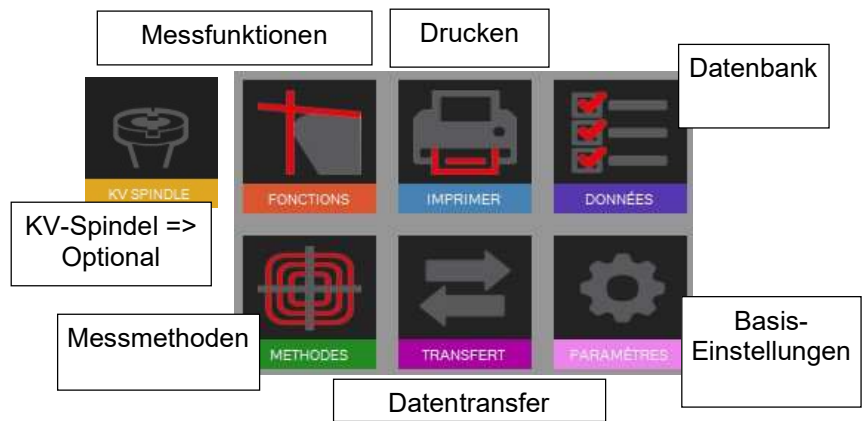 Messfunktionen
Drucken
Datenbank
KV SPINDLE
FONCTIONS
IMPRIMER
DONNÉES
KV-Spindel =>
Optional
Messmethoden
METHODES
TRANSFERT
PARAMÈTRES
Basis-
Einstellungen
Datentransfer